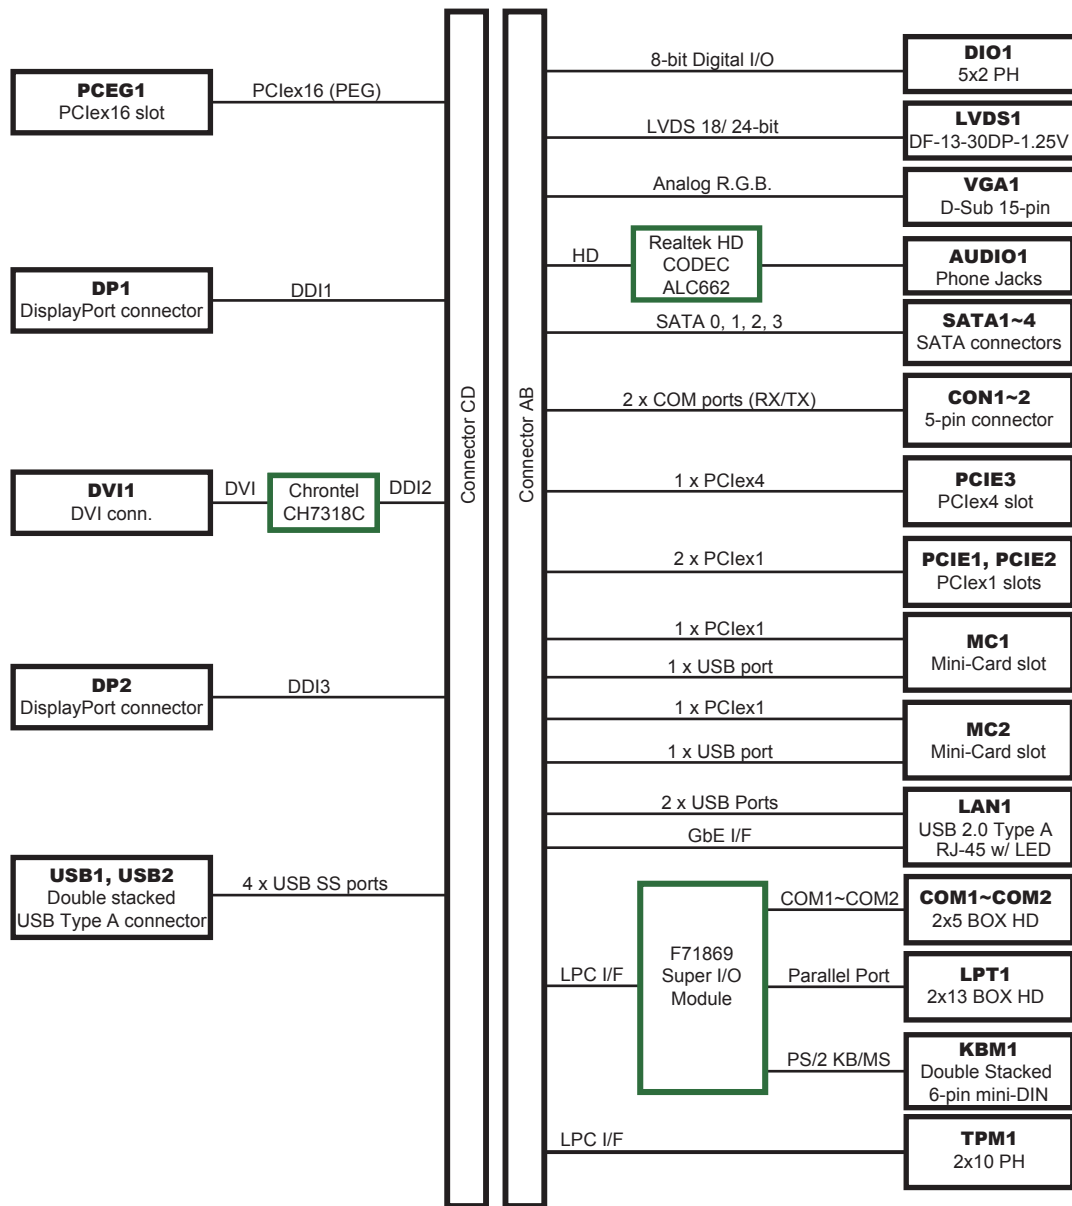 PCEG1
PCIex16 slot
PCIex16 (PEG)
DP1
DisplayPort connector
DDI1
DVI1
DVI conn.
DVI
Chrontel
CH7318C
DDI2
DP2
DisplayPort connector
DDI3
USB1, USB2
Double stacked
USB Type A connector
4 x USB SS ports
Connector CD
Connector AB
8-bit Digital I/O
DIO1
5x2 PH
LVDS 18/ 24-bit
LVDS1
DF-13-30DP-1.25V
Analog R.G.B.
VGA1
D-Sub 15-pin
HD
Realtek HD
CODEC
ALC662
AUDIO1
Phone Jacks
SATA 0, 1, 2, 3
SATA1~4
SATA connectors
2 x COM ports (RX/TX)
CON1~2
5-pin connector
1 x PCIex4
PCIE3
PCIex4 slot
2 x PCIex1
PCIE1, PCIE2
PCIex1 slots
1 x PCIex1
1 x USB port
MC1
Mini-Card slot
1 x PCIex1
1 x USB port
MC2
Mini-Card slot
2 x USB Ports
GbE I/F
LAN1
USB 2.0 Type A
RJ-45 w/ LED
LPC I/F
F71869
Super I/O
Module
COM1~COM2
COM1~COM2
2x5 BOX HD
Parallel Port
LPT1
2x13 BOX HD
PS/2 KB/MS
KBM1
Double Stacked
6-pin mini-DIN
LPC I/F
TPM1
2x10 PH